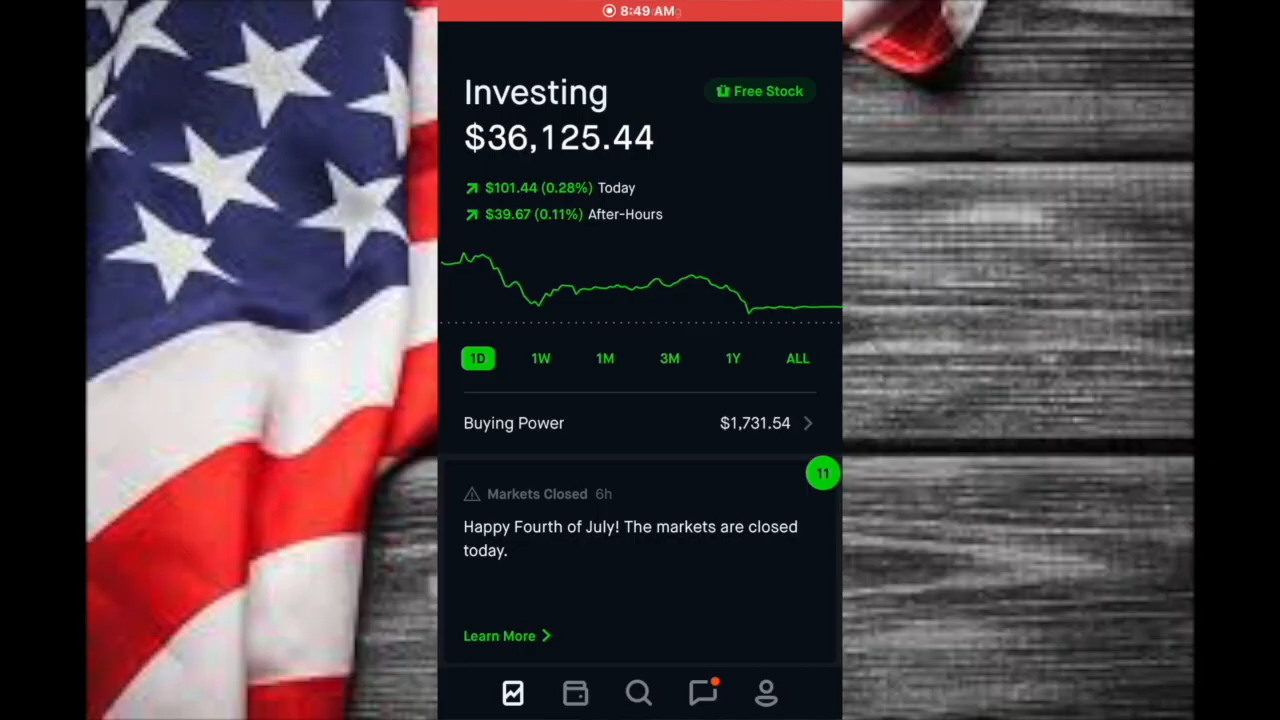 8:49 AM
Investing
Free Stock
$36,125.44
$101.44 (0.28%) Today
$39.67 (0.11%) After-Hours
1D 1W 1M 3M 1Y ALL
Buying Power $1,731.54
11
Markets Closed 6h
Happy Fourth of July! The markets are closed
today.
Learn More